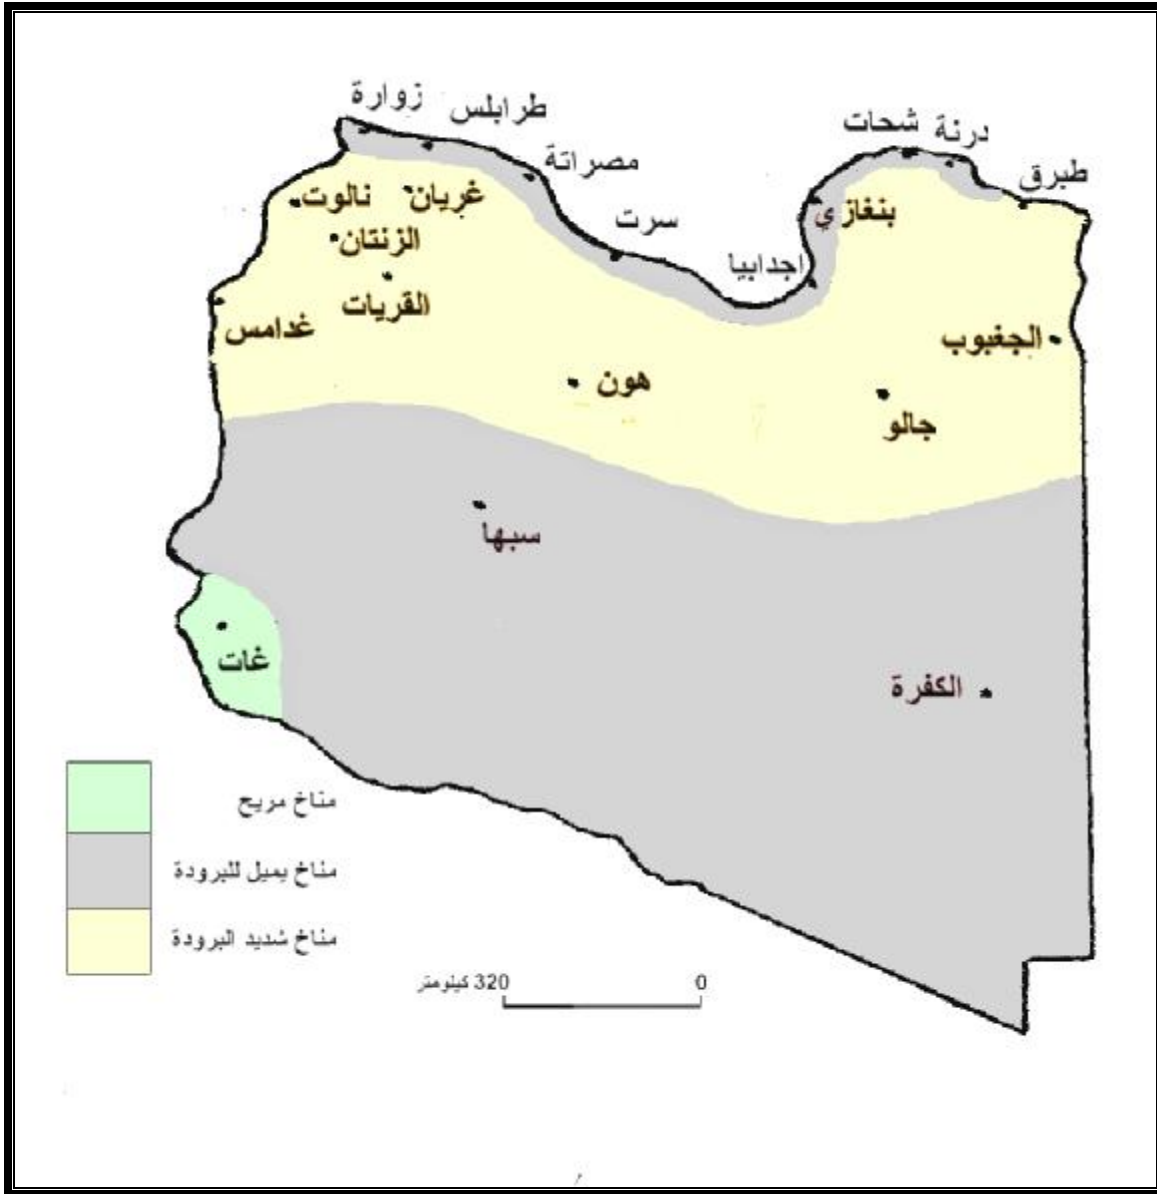 زوارة
طرابلس
مصراتة
سرت
اجدابيا
بنغازي
شحات
درنة
طبرق
نالوت
غريان
الزنتان
القريات
غدامس
هون
الجغبوب
جالو
سبها
غات
الكفرة
مناخ مريح
مناخ يميل للبرودة
مناخ شديد البرودة
320 كيلومتر
0